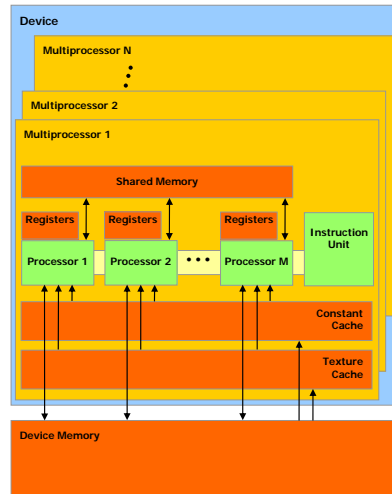 Device
Multiprocessor N
Multiprocessor 2
Multiprocessor 1
Shared Memory
Registers
Registers
Registers
Processor 1
Processor 2
Processor M
Instruction
Unit
Constant
Cache
Texture
Cache
Device Memory